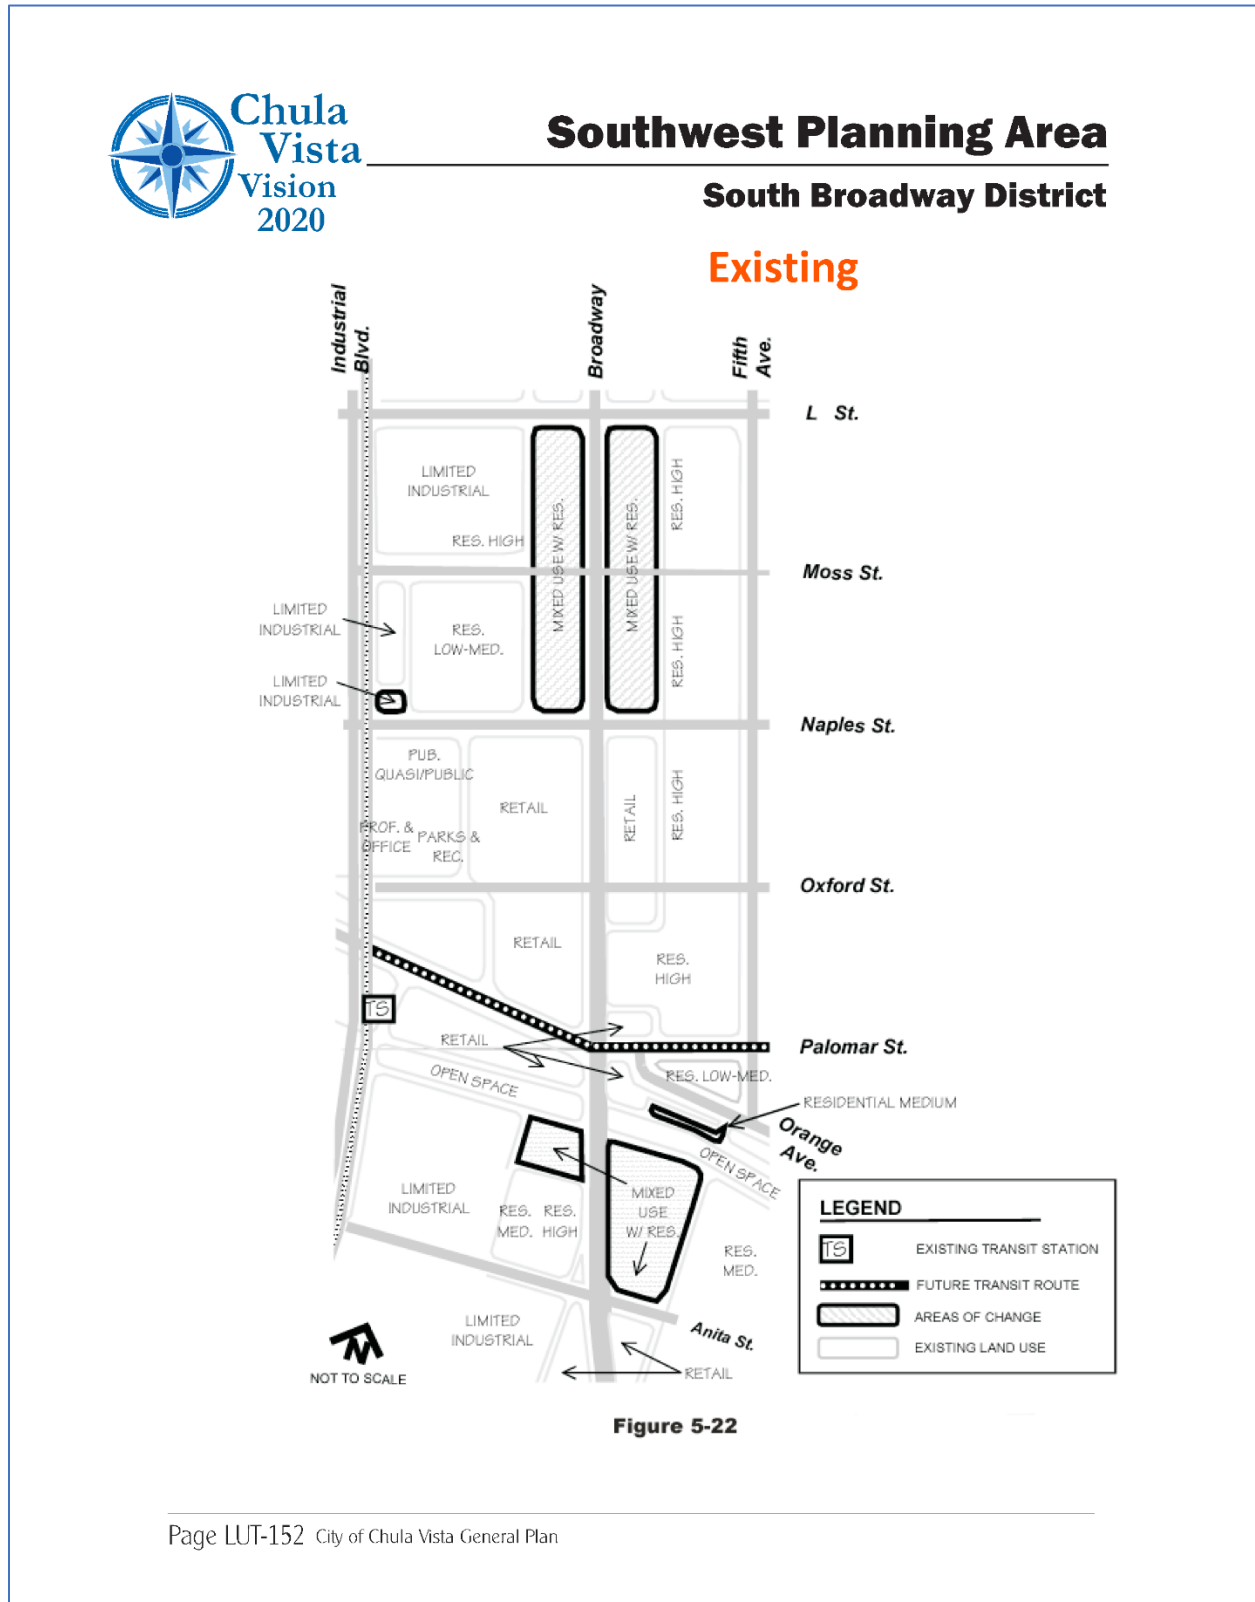 Chula
Vista
Vision
2020
Southwest Planning Area
South Broadway District
Existing
Industrial
Blvd.
Broadway
Fifth
Ave.
L St.
LIMITED
INDUSTRIAL
RES. HIGH
MIXED USE W/ RES.
MIXED USE W/ RES.
RES. HIGH
Moss St.
LIMITED
INDUSTRIAL
RES.
LOW-MED.
RES. HIGH
LIMITED
INDUSTRIAL
Naples St.
PUB.
QUASI/PUBLIC
RETAIL
RETAIL
RES. HIGH
PROF. &
OFFICE
PARKS &
REC.
Oxford St.
RETAIL
RES.
HIGH
TS
RETAIL
Palomar St.
OPEN SPACE
RES. LOW-MED.
RESIDENTIAL MEDIUM
Orange
Ave.
OPEN SPACE
LIMITED
INDUSTRIAL
RES.
MED.
RES.
HIGH
MIXED
USE
W/ RES.
RES.
MED.
LIMITED
INDUSTRIAL
Anita St.
RETAIL
NOT TO SCALE
LEGEND
TS EXISTING TRANSIT STATION
FUTURE TRANSIT ROUTE
AREAS OF CHANGE
EXISTING LAND USE
Figure 5-22
Page LUT-152 City of Chula Vista General Plan